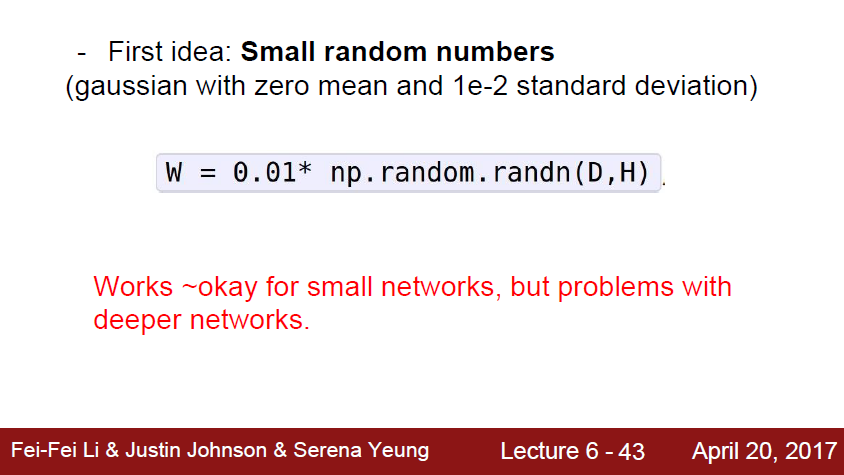 - First idea: Small random numbers
(gaussian with zero mean and 1e-2 standard deviation)
W = 0.01* np.random.randn(D,H)
Works ~okay for small networks, but problems with
deeper networks.
Fei-Fei Li & Justin Johnson & Serena Yeung Lecture 6 - 43 April 20, 2017